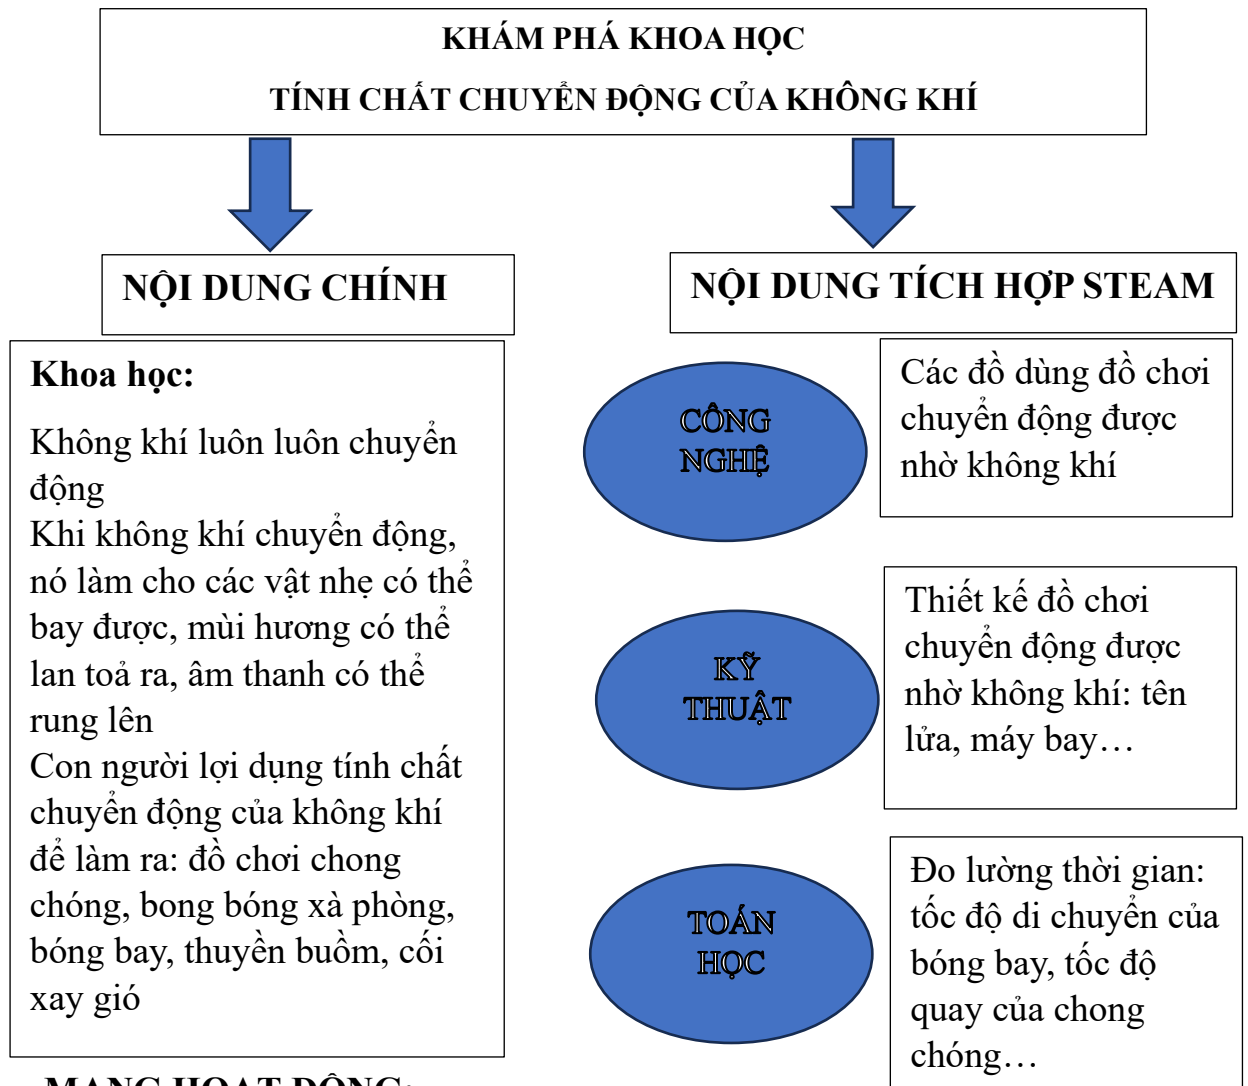 KHÁM PHÁ KHOA HỌC
TÍNH CHẤT CHUYỂN ĐỘNG CỦA KHÔNG KHÍ
NỘI DUNG CHÍNH
Khoa học:
Không khí luôn luôn chuyển
động
Khi không khí chuyển động,
nó làm cho các vật nhẹ có thể
bay được, mùi hương có thể
lan toả ra, âm thanh có thể
rung lên
Con người lợi dụng tính chất
chuyển động của không khí
để làm ra: đồ chơi chong
chóng, bong bóng xà phòng,
bóng bay, thuyền buồm, cối
xay gió
NỘI DUNG TÍCH HỢP STEAM
CÔNG
NGHỆ
Các đồ dùng đồ chơi
chuyển động được
nhờ không khí
KỸ
THUẬT
Thiết kế đồ chơi
chuyển động được
nhờ không khí: tên
lửa, máy bay…
TOÁN
HỌC
Đo lường thời gian:
tốc độ di chuyển của
bóng bay, tốc độ
quay của chong
chóng…
MẠNG HOẠT ĐỘNG: